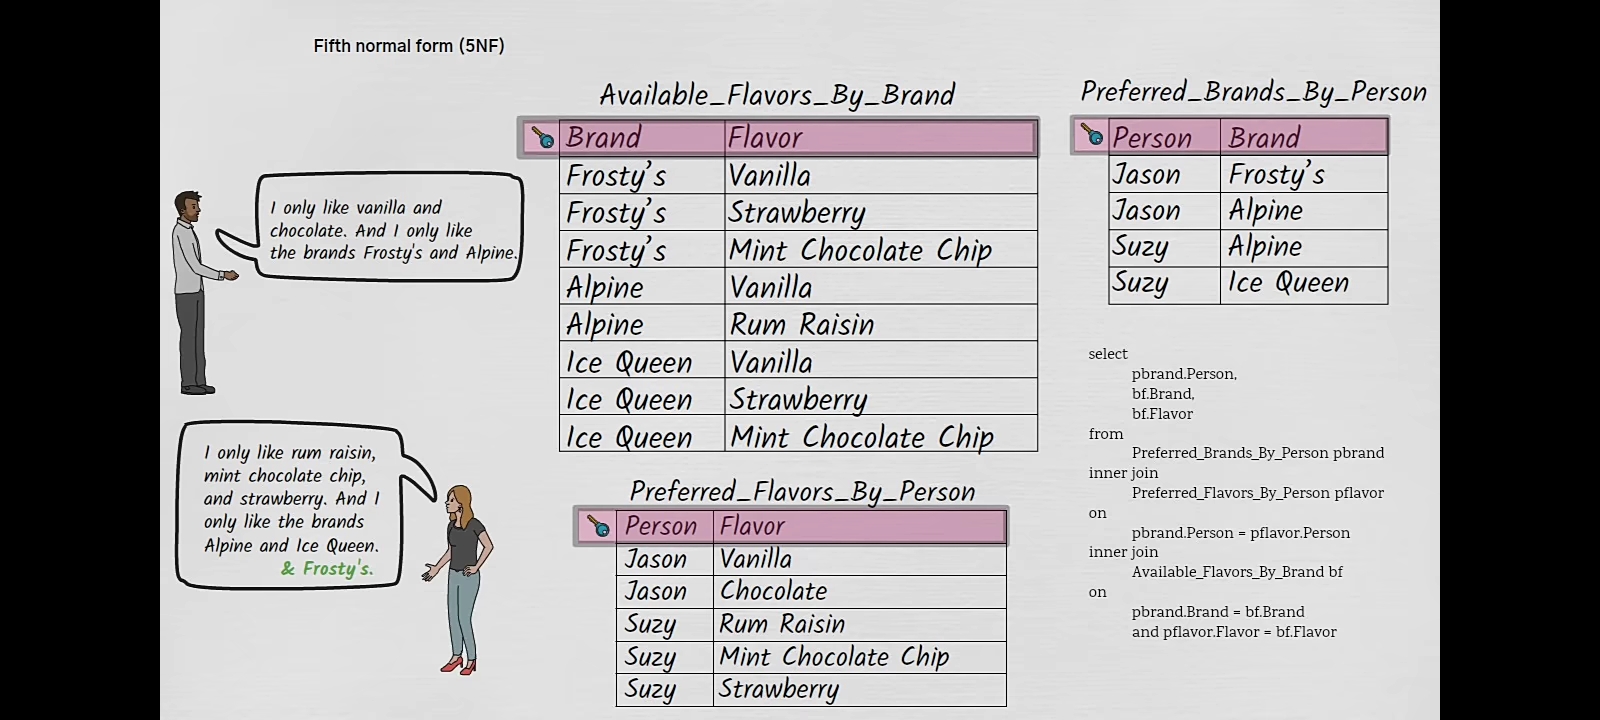 Fifth normal form (5NF)
I only like vanilla and
chocolate. And I only like
the brands Frosty's and Alpine.
I only like rum raisin,
mint chocolate chip,
and strawberry. And I
only like the brands
Alpine and Ice Queen.
& Frosty's.
Available_Flavors_By_Brand
Brand Flavor
Frosty's Vanilla
Frosty's Strawberry
Frosty's Mint Chocolate Chip
Alpine Vanilla
Alpine Rum Raisin
Ice Queen Vanilla
Ice Queen Strawberry
Ice Queen Mint Chocolate Chip
Preferred_Flavors_By_Person
Person Flavor
Jason Vanilla
Jason Chocolate
Suzy Rum Raisin
Suzy Mint Chocolate Chip
Suzy Strawberry
Preferred_Brands_By_Person
Person Brand
Jason Frosty's
Jason Alpine
Suzy Alpine
Suzy Ice Queen
select
pbrand.Person,
bf.Brand,
bf.Flavor
from
Preferred_Brands_By_Person pbrand
inner join
Preferred_Flavors_By_Person pflavor
on
pbrand.Person = pflavor.Person
inner join
Available_Flavors_By_Brand bf
on
pbrand.Brand = bf.Brand
and pflavor.Flavor = bf.Flavor